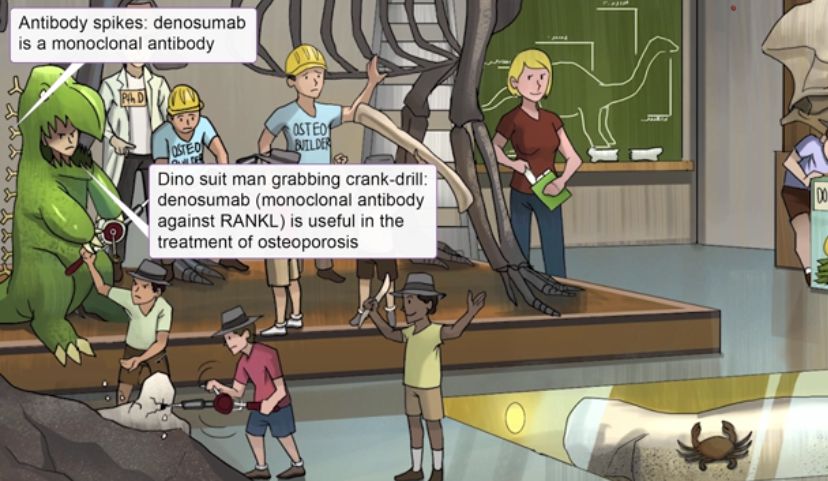 Antibody spikes: denosumab
is a monoclonal antibody
PhD
OSTEO
BUILDER
OSTEO
BUILDER
Dino suit man grabbing crank-drill:
denosumab (monoclonal antibody
against RANKL) is useful in the
treatment of osteoporosis